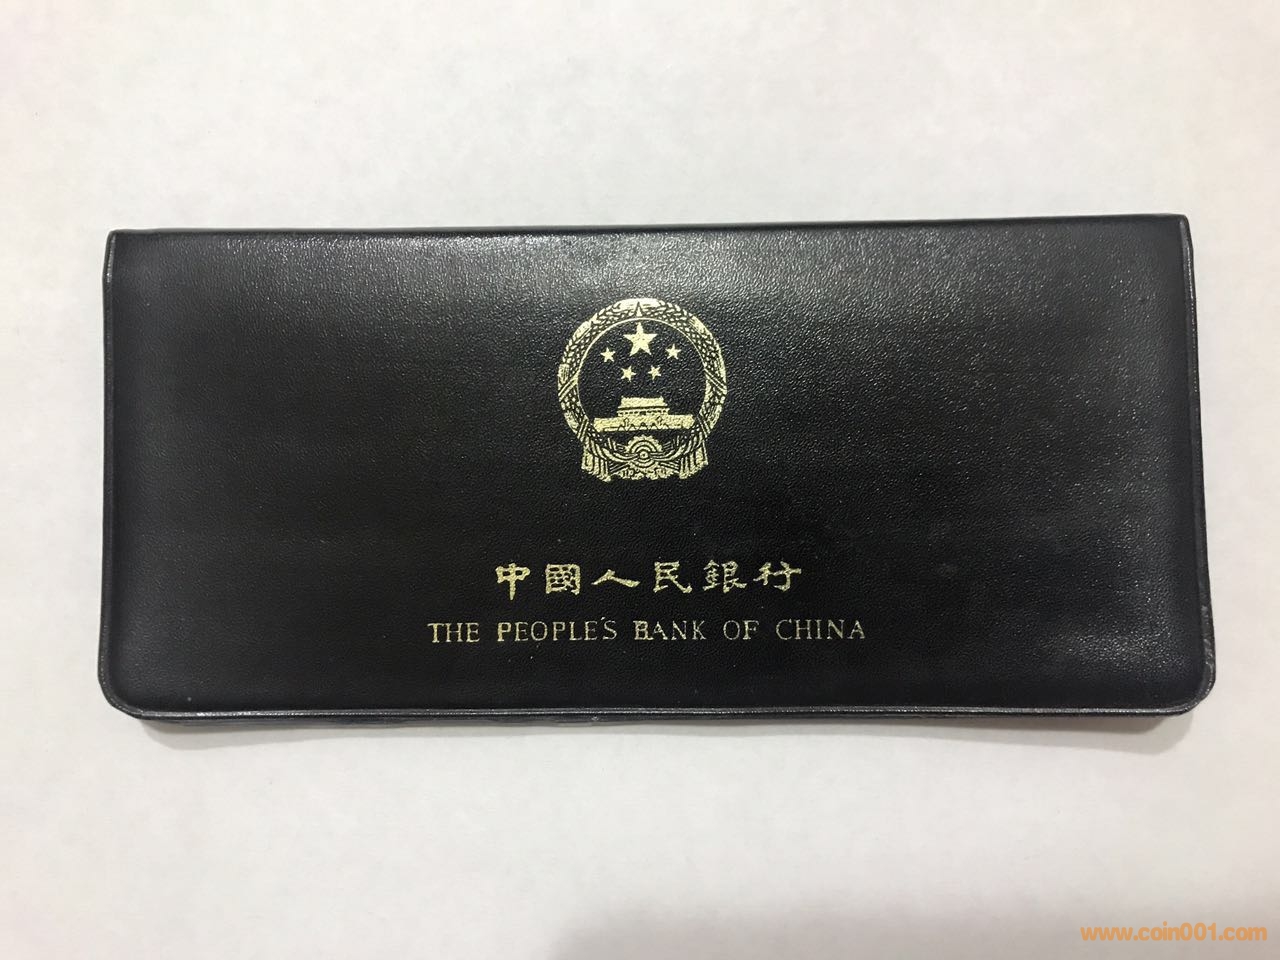 中國人民銀行
THE PEOPLE'S BANK OF CHINA
www.coin001.com